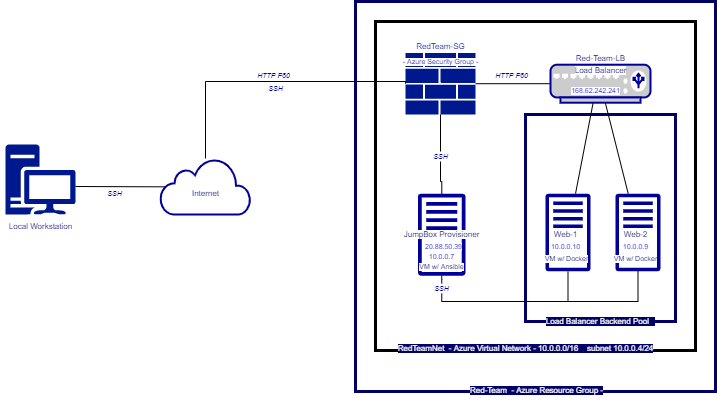 RedTeam-SG
- Azure Security Group -
HTTP P80
SSH
HTTP P80
Red-Team-LB
Load Balancer
168.62.242.241
SSH
Local Workstation
SSH
Internet
JumpBox Provisioner
20.88.50.39
10.0.0.7
VM w/ Ansible
SSH
Web-1
10.0.0.10
VM w/ Docker
Web-2
10.0.0.9
VM w/ Docker
Load Balancer Backend Pool
RedTeamNet - Azure Virtual Network - 10.0.0.0/16 subnet 10.0.0.4/24
Red-Team - Azure Resource Group -